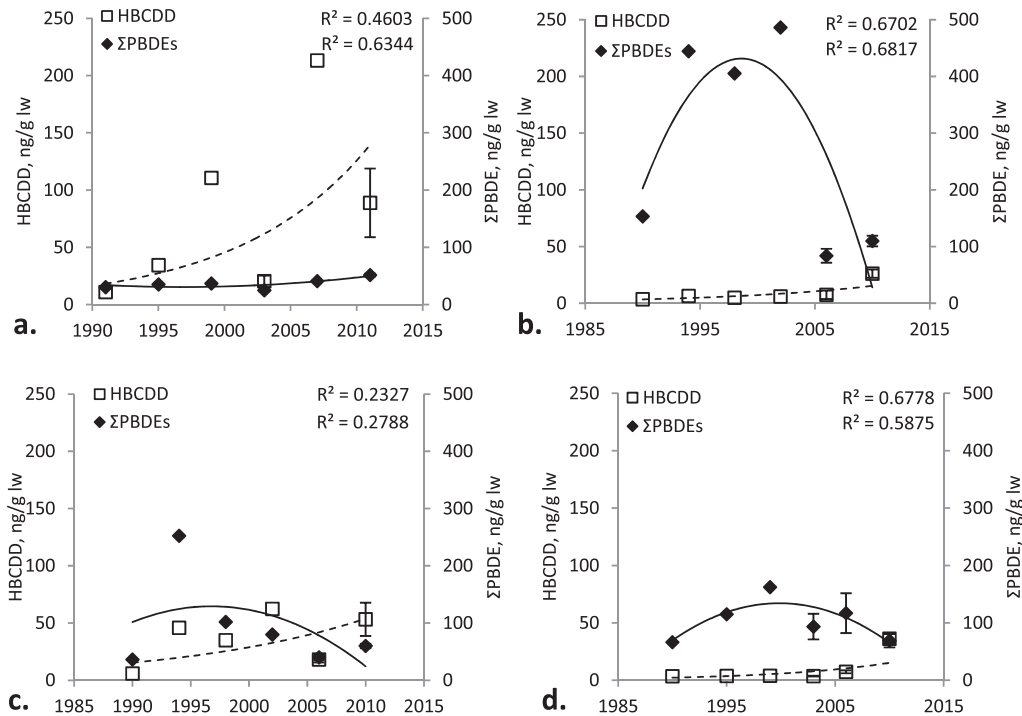 HBCDD
ΣPBDEs
R² = 0.4603
R² = 0.6344
250
200
150
100
50
0
500
400
300
200
100
0
HBCDD, ng/g lw
ΣPBDE, ng/g lw
1990 1995 2000 2005 2010 2015
a.
HBCDD
ΣPBDEs
R² = 0.6702
R² = 0.6817
250
200
150
100
50
0
500
400
300
200
100
0
HBCDD, ng/g lw
ΣPBDE, ng/g lw
1985 1995 2005 2015
b.
HBCDD
ΣPBDEs
R² = 0.2327
R² = 0.2788
250
200
150
100
50
0
500
400
300
200
100
0
HBCDD, ng/g lw
ΣPBDE, ng/g lw
1985 1990 1995 2000 2005 2010 2015
c.
HBCDD
ΣPBDEs
R² = 0.6778
R² = 0.5875
250
200
150
100
50
0
500
400
300
200
100
0
HBCDD, ng/g lw
ΣPBDE, ng/g lw
1985 1995 2005 2015
d.